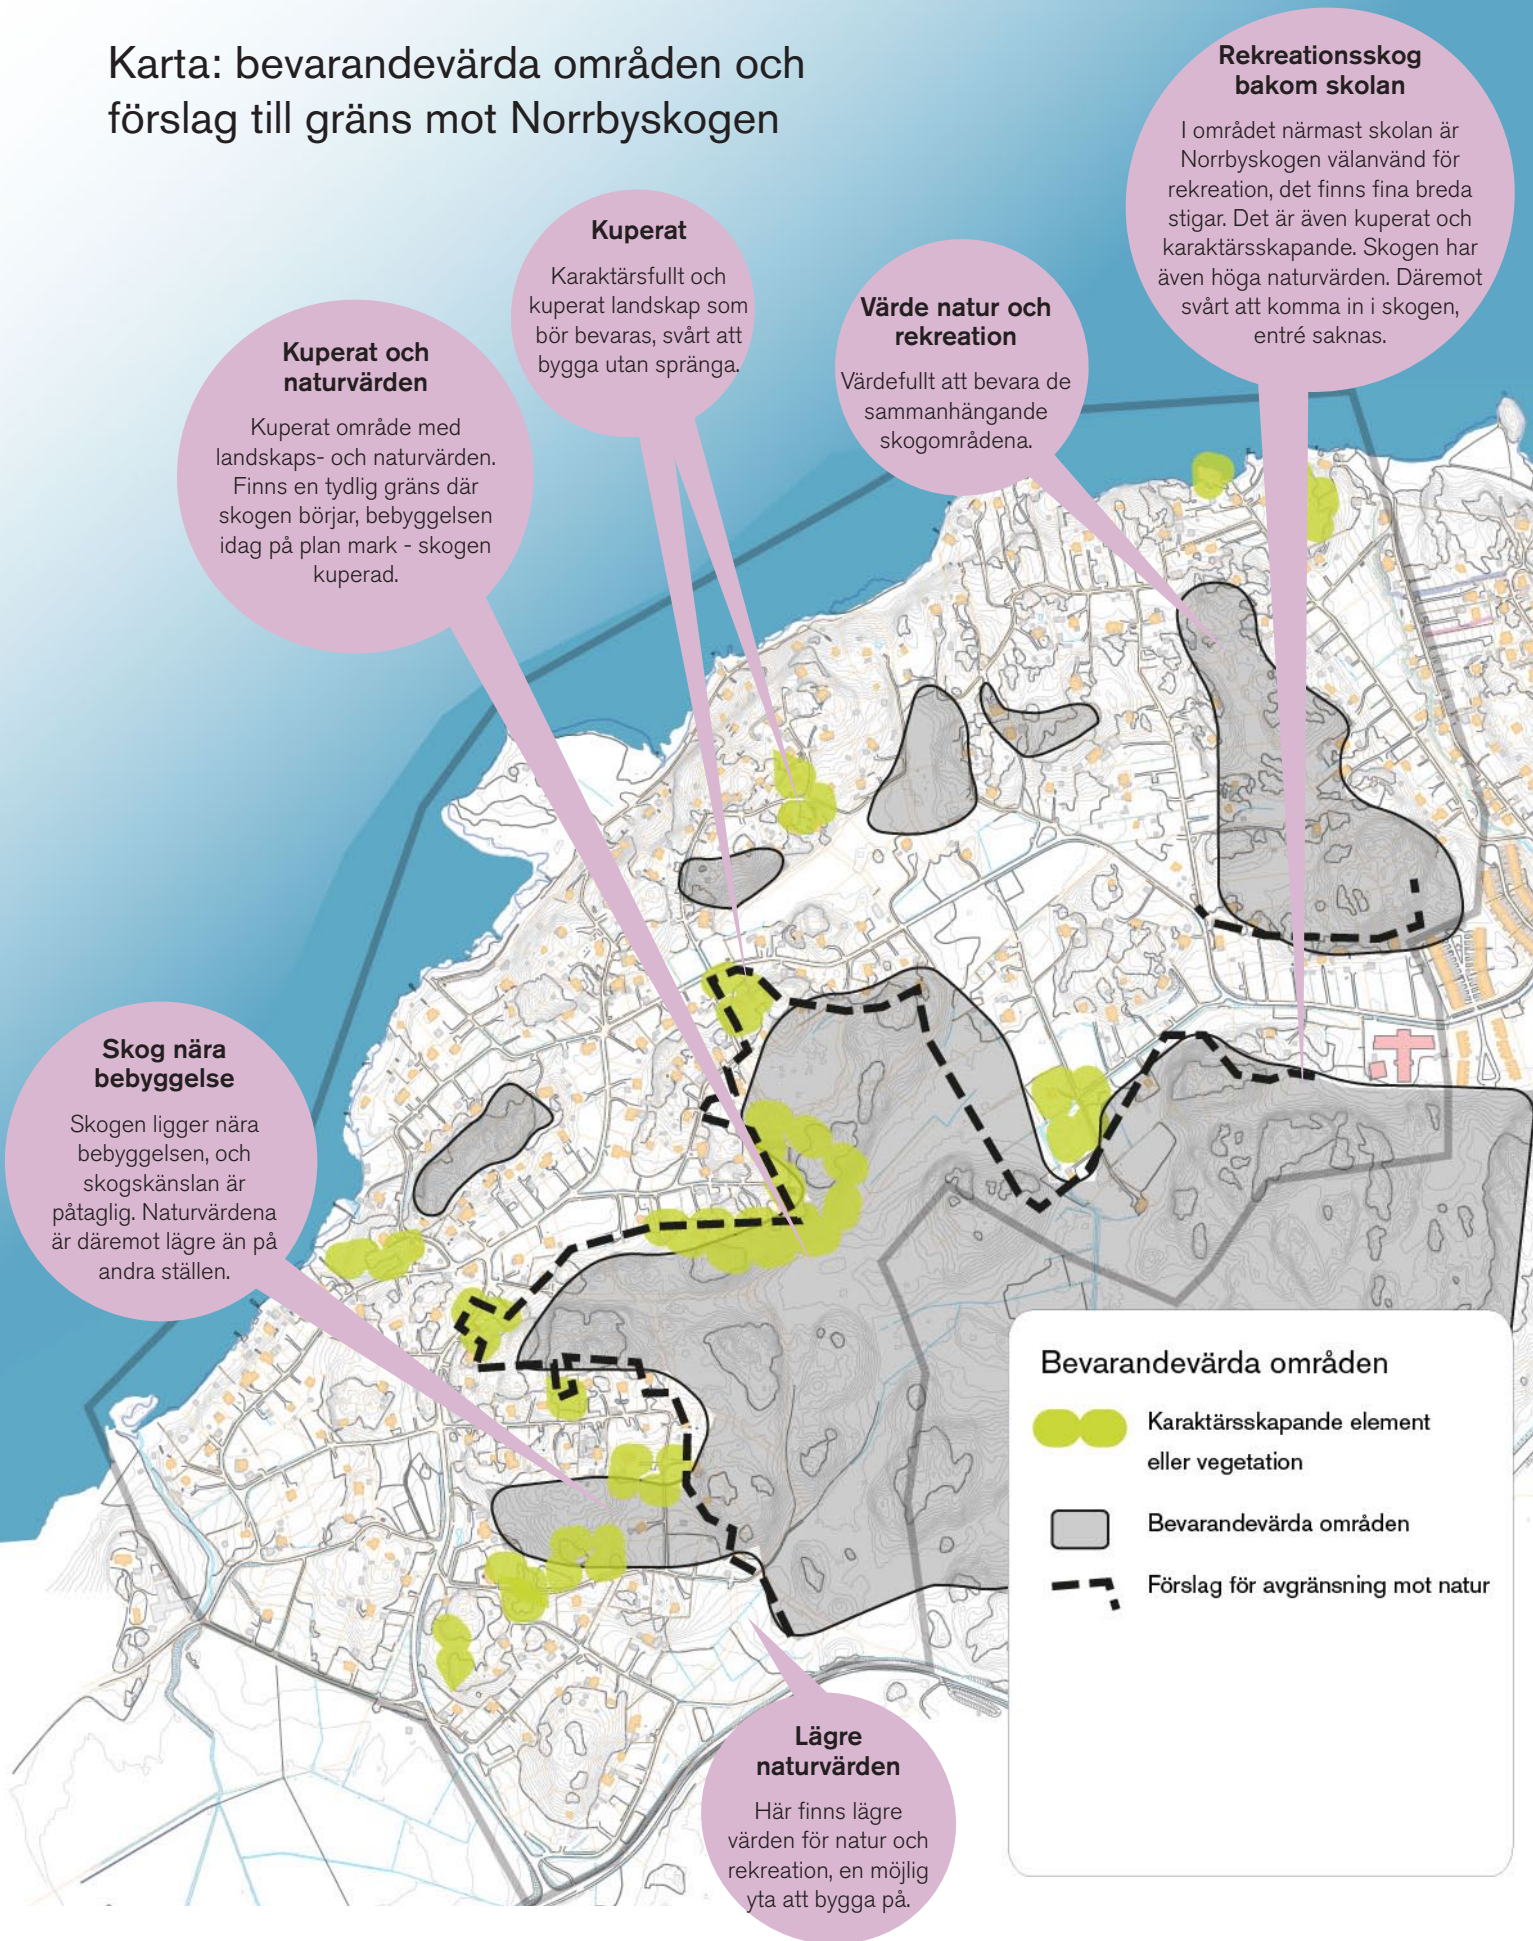 Karta: bevarandevärda områden och
förslag till gräns mot Norrbyskogen
Rekreationsskog
bakom skolan
I området närmast skolan är
Norrbyskogen välanvänd för
rekreation, det finns fina breda
stigar. Det är även kuperat och
karaktärsskapande. Skogen har
även höga naturvärden. Däremot
svårt att komma in i skogen,
entré saknas.
Kuperat
Karaktärsfullt och
kuperat landskap som
bör bevaras, svårt att
bygga utan spränga.
Värde natur och
rekreation
Värdefullt att bevara de
sammanhängande
skogområdena.
Kuperat och
naturvärden
Kuperat område med
landskaps- och naturvärden.
Finns en tydlig gräns där
skogen börjar, bebyggelsen
idag på plan mark - skogen
kuperad.
Skog nära
bebyggelse
Skogen ligger nära
bebyggelsen, och
skogskänslan är
påtaglig. Naturvärdena
är däremot lägre än på
andra ställen.
Bevarandevärda områden
Karaktärsskapande element
eller vegetation
Bevarandevärda områden
Förslag för avgränsning mot natur
Lägre
naturvärden
Här finns lägre
värden för natur och
rekreation, en möjlig
yta att bygga på.